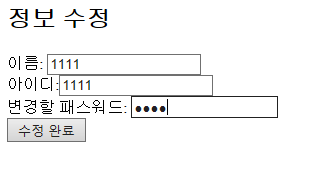 정보 수정
이름: 1111
아이디: 1111
변경할 패스워드: ••••
수정 완료